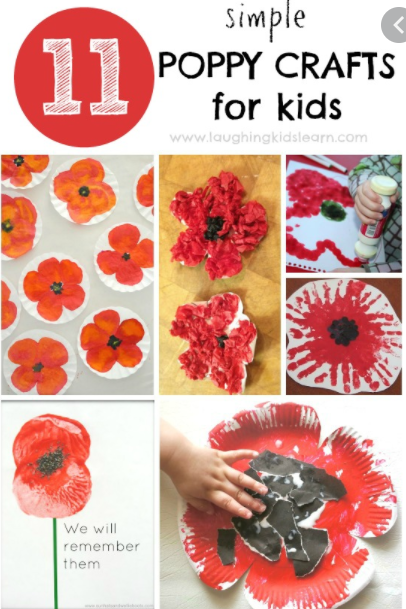 11
simple
POPPY CRAFTS
for kids
www.laughingkidslearn.com
We will
remember
them